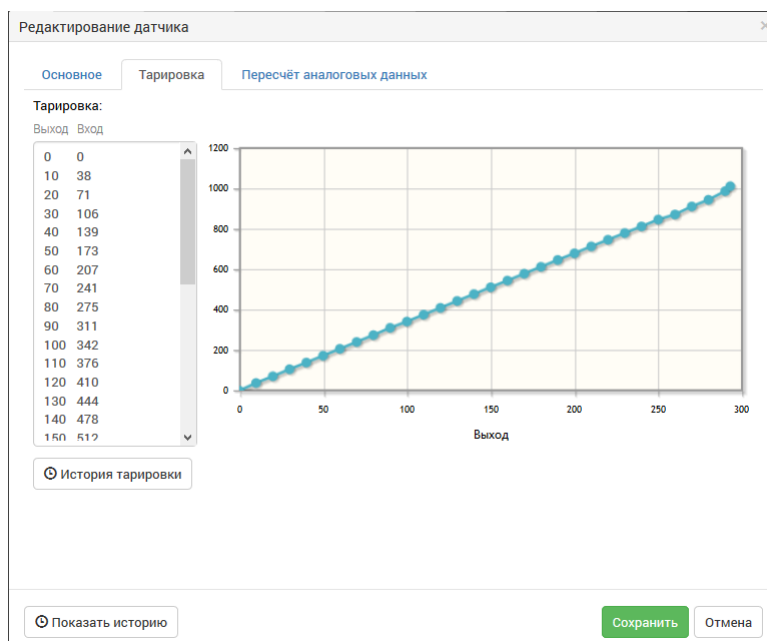 Редактирование датчика
Основное Тарировка Пересчёт аналоговых данных
Тарировка:
Выход Вход
0 0
10 38
20 71
30 106
40 139
50 173
60 207
70 241
80 275
90 311
100 342
110 376
120 410
130 444
140 478
150 512
1200
1000
800
600
400
200
0
0 50 100 150 200 250 300
Выход
История тарировки
Показать историю
Сохранить Отмена